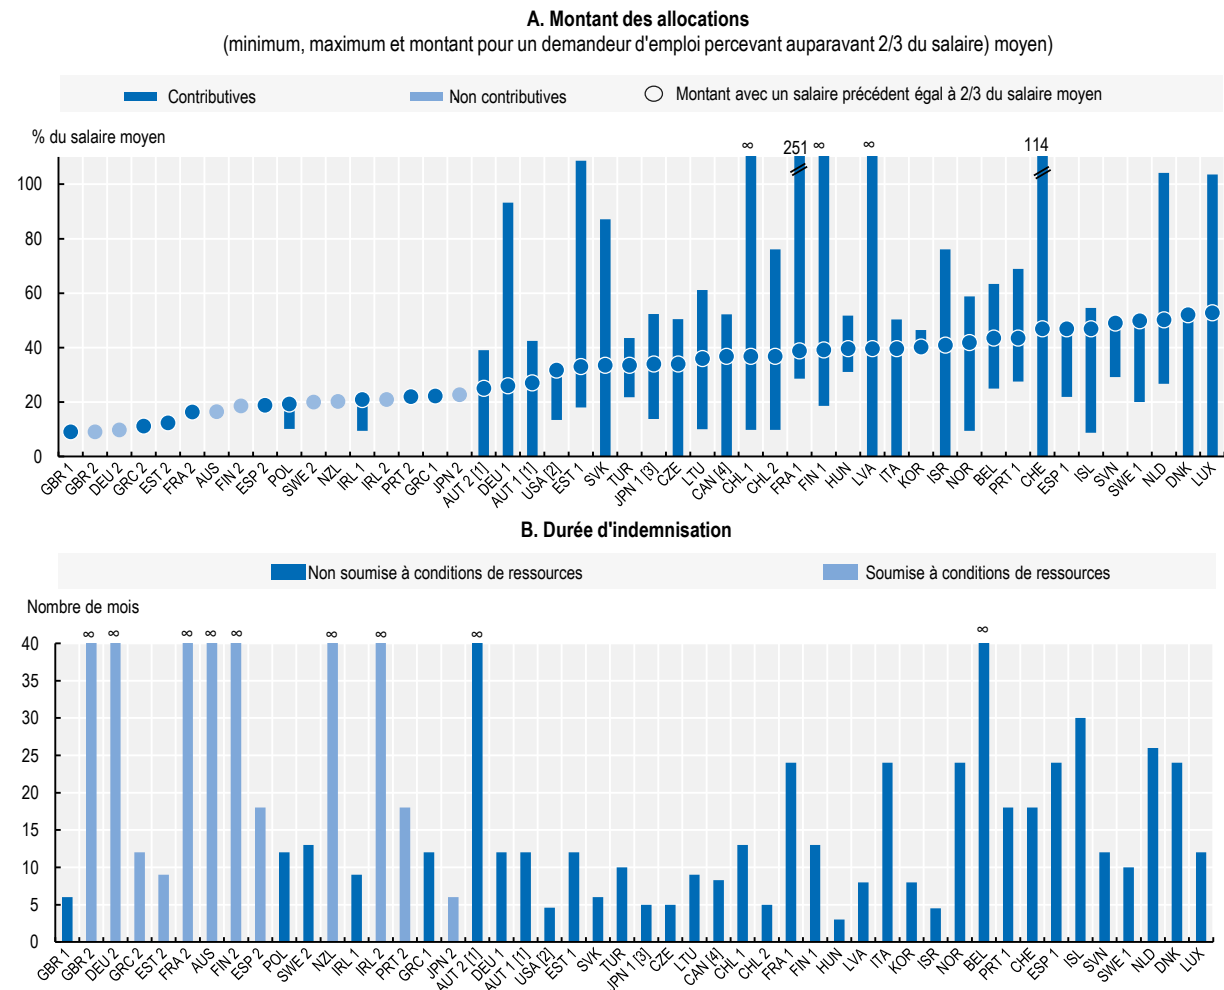 A. Montant des allocations
(minimum, maximum et montant pour un demandeur d'emploi percevant auparavant 2/3 du salaire) moyen)
Contributives
Non contributives
Montant avec un salaire précédent égal à 2/3 du salaire moyen
% du salaire moyen
∞ 251 ∞ ∞ 114
100
80
60
40
20
0
GBR 1 GBR 2 DEU 2 GRC 2 EST 2 FRA 2 AUS FIN 2 ESP 2 POL SWE 2 NZL IRL 1 IRL 2 PRT 2 GRC 1 JPN 2 AUT 2 [1] DEU 1 AUT 1 [1] USA [2] EST 1 SVK TUR JPN 1 [3] CZE LTU CAN [4] CHL 1 CHL 2 FRA 1 FIN 1 HUN LVA ITA KOR ISR NOR BEL PRT 1 CHE ESP 1 ISL SVN SWE 1 NLD DNK LUX
B. Durée d'indemnisation
Non soumise à conditions de ressources
Soumise à conditions de ressources
Nombre de mois
∞ ∞ ∞ ∞ ∞ ∞ ∞ ∞ ∞
40
35
30
25
20
15
10
5
0
GBR 1 GBR 2 DEU 2 GRC 2 EST 2 FRA 2 AUS FIN 2 ESP 2 POL SWE 2 NZL IRL 1 IRL 2 PRT 2 GRC 1 JPN 2 AUT 2 [1] DEU 1 AUT 1 [1] USA [2] EST 1 SVK TUR JPN 1 [3] CZE LTU CAN [4] CHL 1 CHL 2 FRA 1 FIN 1 HUN LVA ITA KOR ISR NOR BEL PRT 1 CHE ESP 1 ISL SVN SWE 1 NLD DNK LUX